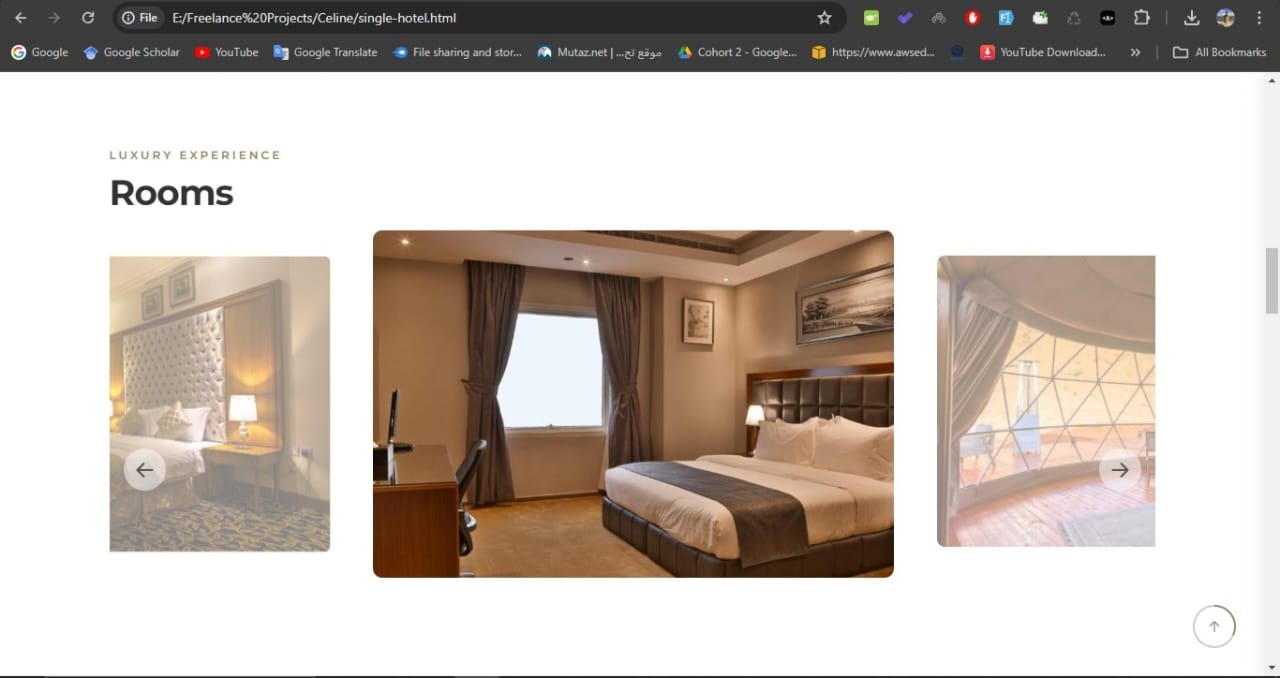 File
E:/Freelance%20Projects/Celine/single-hotel.html
Google
Google Scholar
YouTube
Google Translate
File sharing and stor...
Mutaz.net | موقع تح...
Cohort 2 - Google...
https://www.awsed...
YouTube Download...
All Bookmarks
LUXURY EXPERIENCE
Rooms